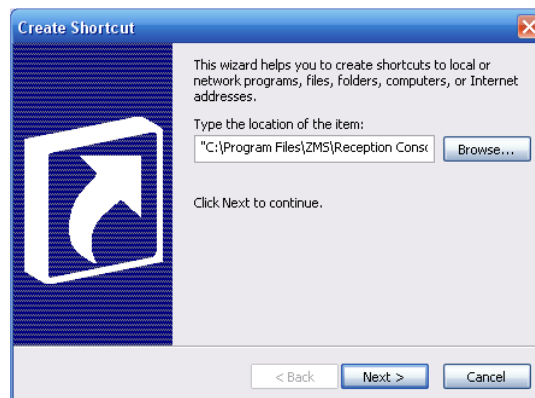 Create Shortcut
This wizard helps you to create shortcuts to local or
network programs, files, folders, computers, or Internet
addresses.
Type the location of the item:
"C:\Program Files\ZMS\Reception
Browse...
Click Next to continue.
< Back
Next >
Cancel